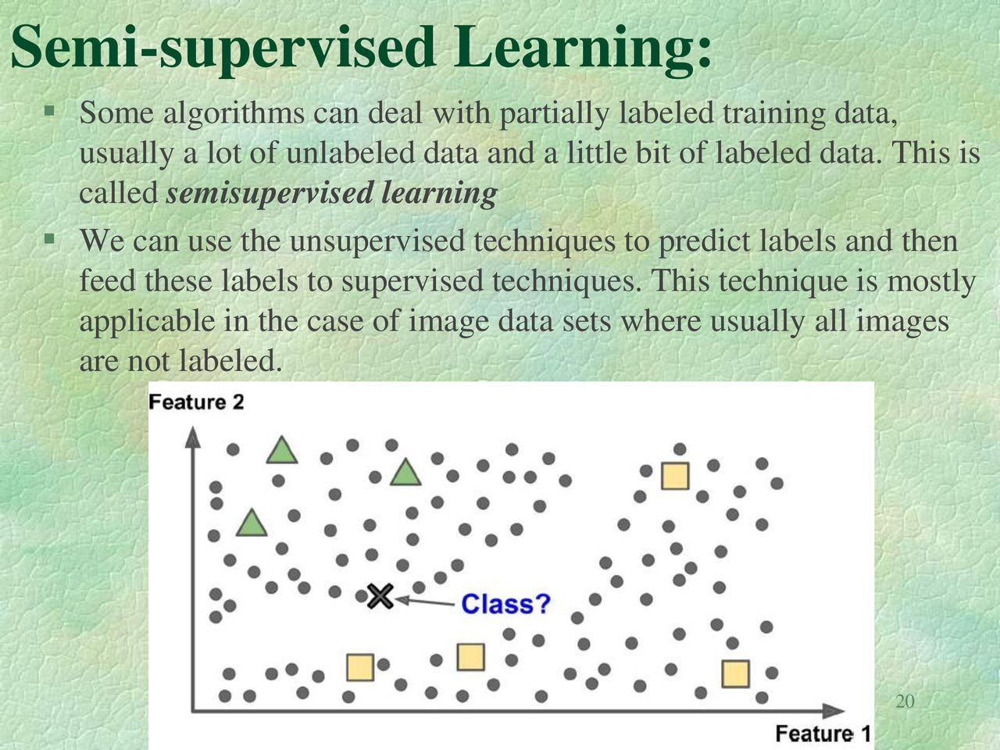 Semi-supervised Learning:
▪ Some algorithms can deal with partially labeled training data,
usually a lot of unlabeled data and a little bit of labeled data. This is
called semisupervised learning
▪ We can use the unsupervised techniques to predict labels and then
feed these labels to supervised techniques. This technique is mostly
applicable in the case of image data sets where usually all images
are not labeled.
Feature 2
Class?
20
Feature 1